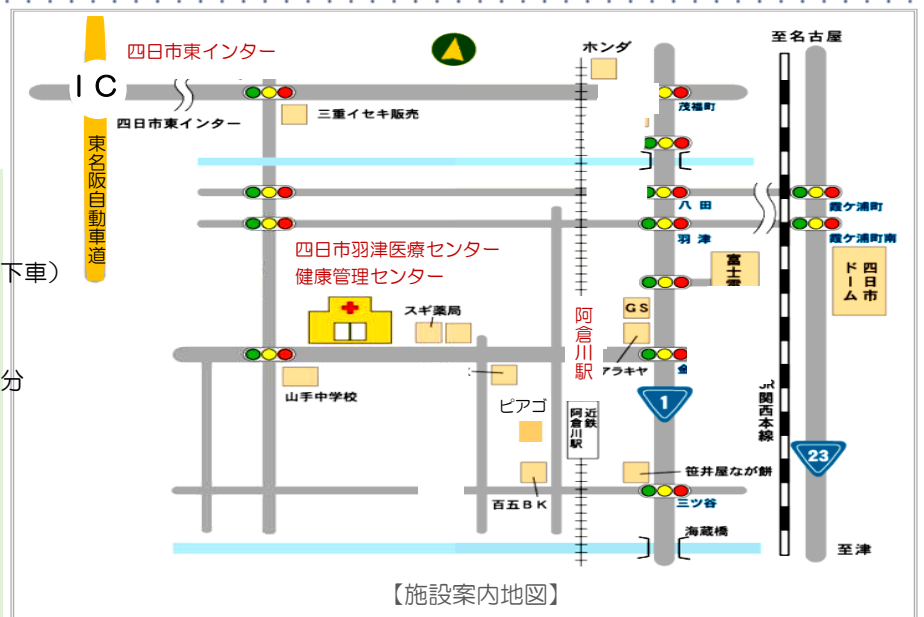 四日市東インター
ホンダ
至名古屋
IC
四日市東インター
三重イセキ販売
茂福町
東名阪自動車道
八田
霞ケ浦町
羽津
霞ケ浦町南
下車）
四日市羽津医療センター
健康管理センター
富士
四日市ドーム
スギ薬局
GS
阿倉川駅
アラキヤ
分
山手中学校
ピアゴ
1
JR関西本線
近鉄
阿倉川駅
23
笹井屋なが餅
百五BK
三ツ谷
海蔵橋
至津
【施設案内地図】